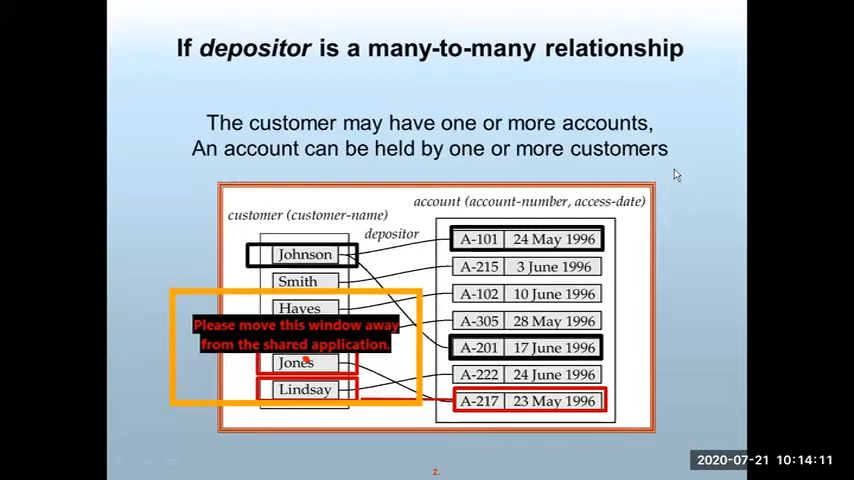 If depositor is a many-to-many relationship
The customer may have one or more accounts,
An account can be held by one or more customers
account (account-number, access-date)
customer (customer-name)
depositor
Johnson
Smith
Hayes
Please move this window away
from the shared application.
Jones
Lindsay
A-101 24 May 1996
A-215 3 June 1996
A-102 10 June 1996
A-305 28 May 1996
A-201 17 June 1996
A-222 24 June 1996
A-217 23 May 1996
2020-07-21 10:14:11
2.